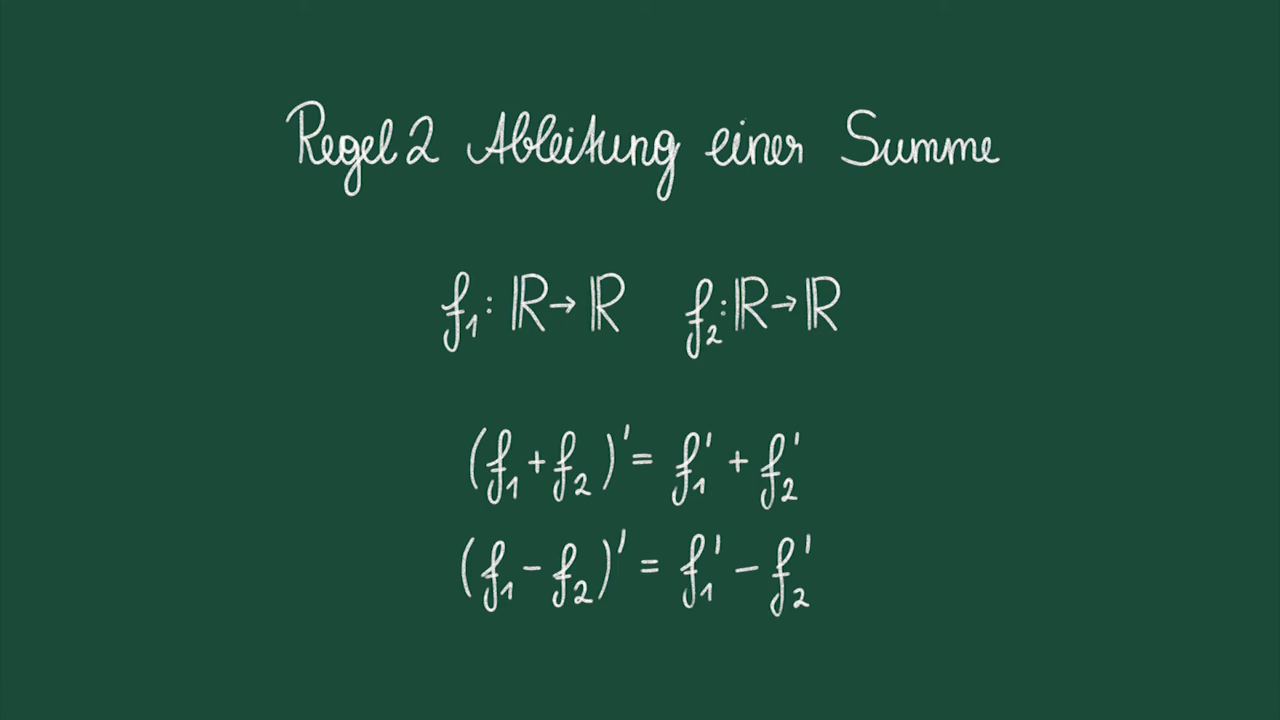 Regel 2 Ableitung einer Summe
f₁: ℝ→ℝ f₂: ℝ→ℝ
(f₁+f₂)' = f₁' + f₂'
(f₁-f₂)' = f₁' - f₂'